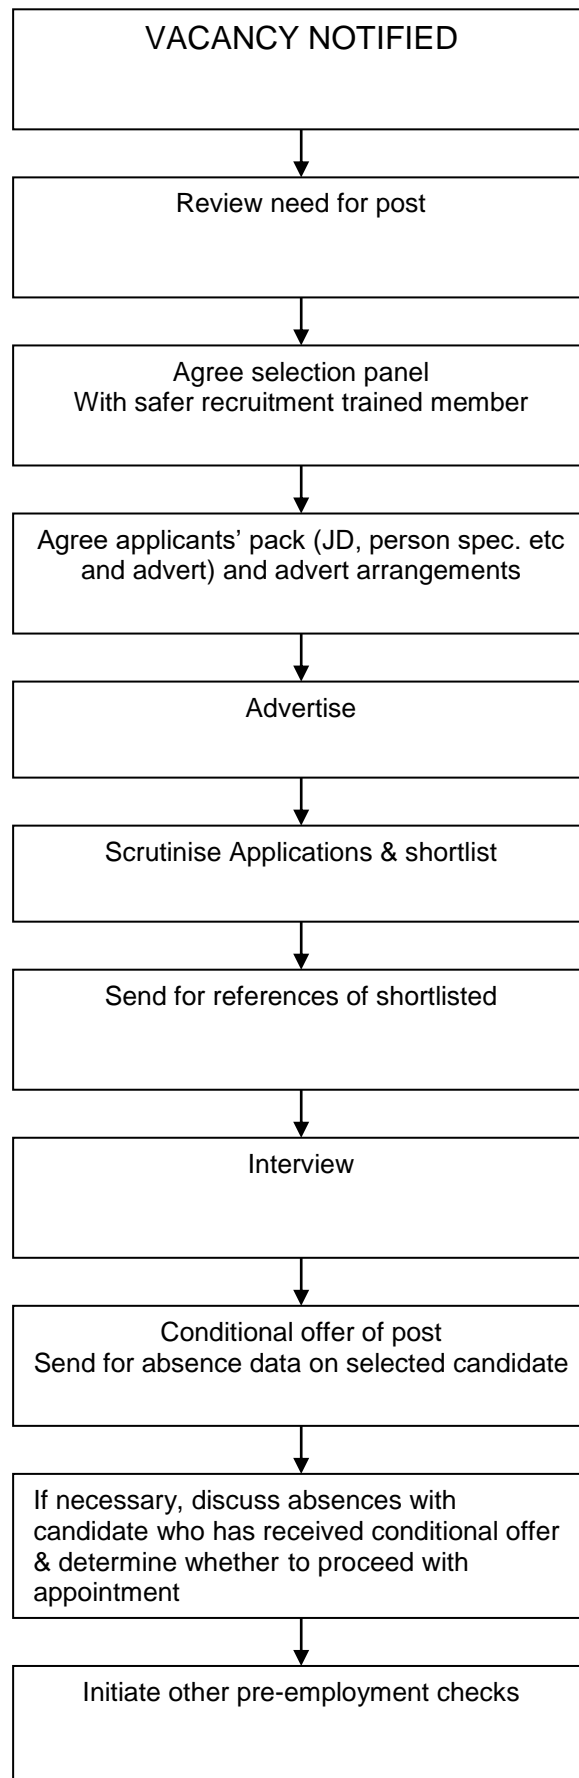 VACANCY NOTIFIED
Review need for post
Agree selection panel
With safer recruitment trained member
Agree applicants’ pack (JD, person spec. etc
and advert) and advert arrangements
Advertise
Scrutinise Applications & shortlist
Send for references of shortlisted
Interview
Conditional offer of post
Send for absence data on selected candidate
If necessary, discuss absences with
candidate who has received conditional offer
& determine whether to proceed with
appointment
Initiate other pre-employment checks